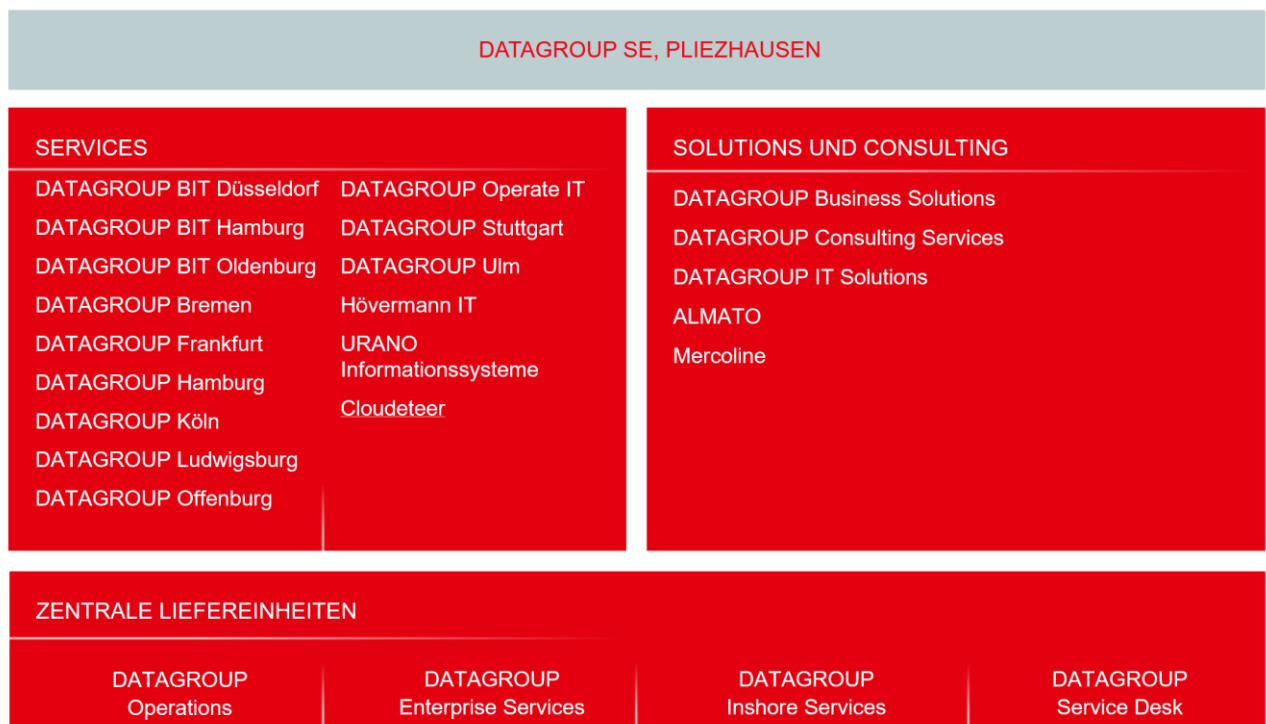 DATAGROUP SE, PLIEZHAUSEN
SERVICES
DATAGROUP BIT Düsseldorf
DATAGROUP BIT Hamburg
DATAGROUP BIT Oldenburg
DATAGROUP Bremen
DATAGROUP Frankfurt
DATAGROUP Hamburg
DATAGROUP Köln
DATAGROUP Ludwigsburg
DATAGROUP Offenburg
DATAGROUP Operate IT
DATAGROUP Stuttgart
DATAGROUP Ulm
Hövermann IT
URANO
Informationssysteme
Cloudeteer
SOLUTIONS UND CONSULTING
DATAGROUP Business Solutions
DATAGROUP Consulting Services
DATAGROUP IT Solutions
ALMATO
Mercoline
ZENTRALE LIEFEREINHEITEN
DATAGROUP
Operations
DATAGROUP
Enterprise Services
DATAGROUP
Inshore Services
DATAGROUP
Service Desk